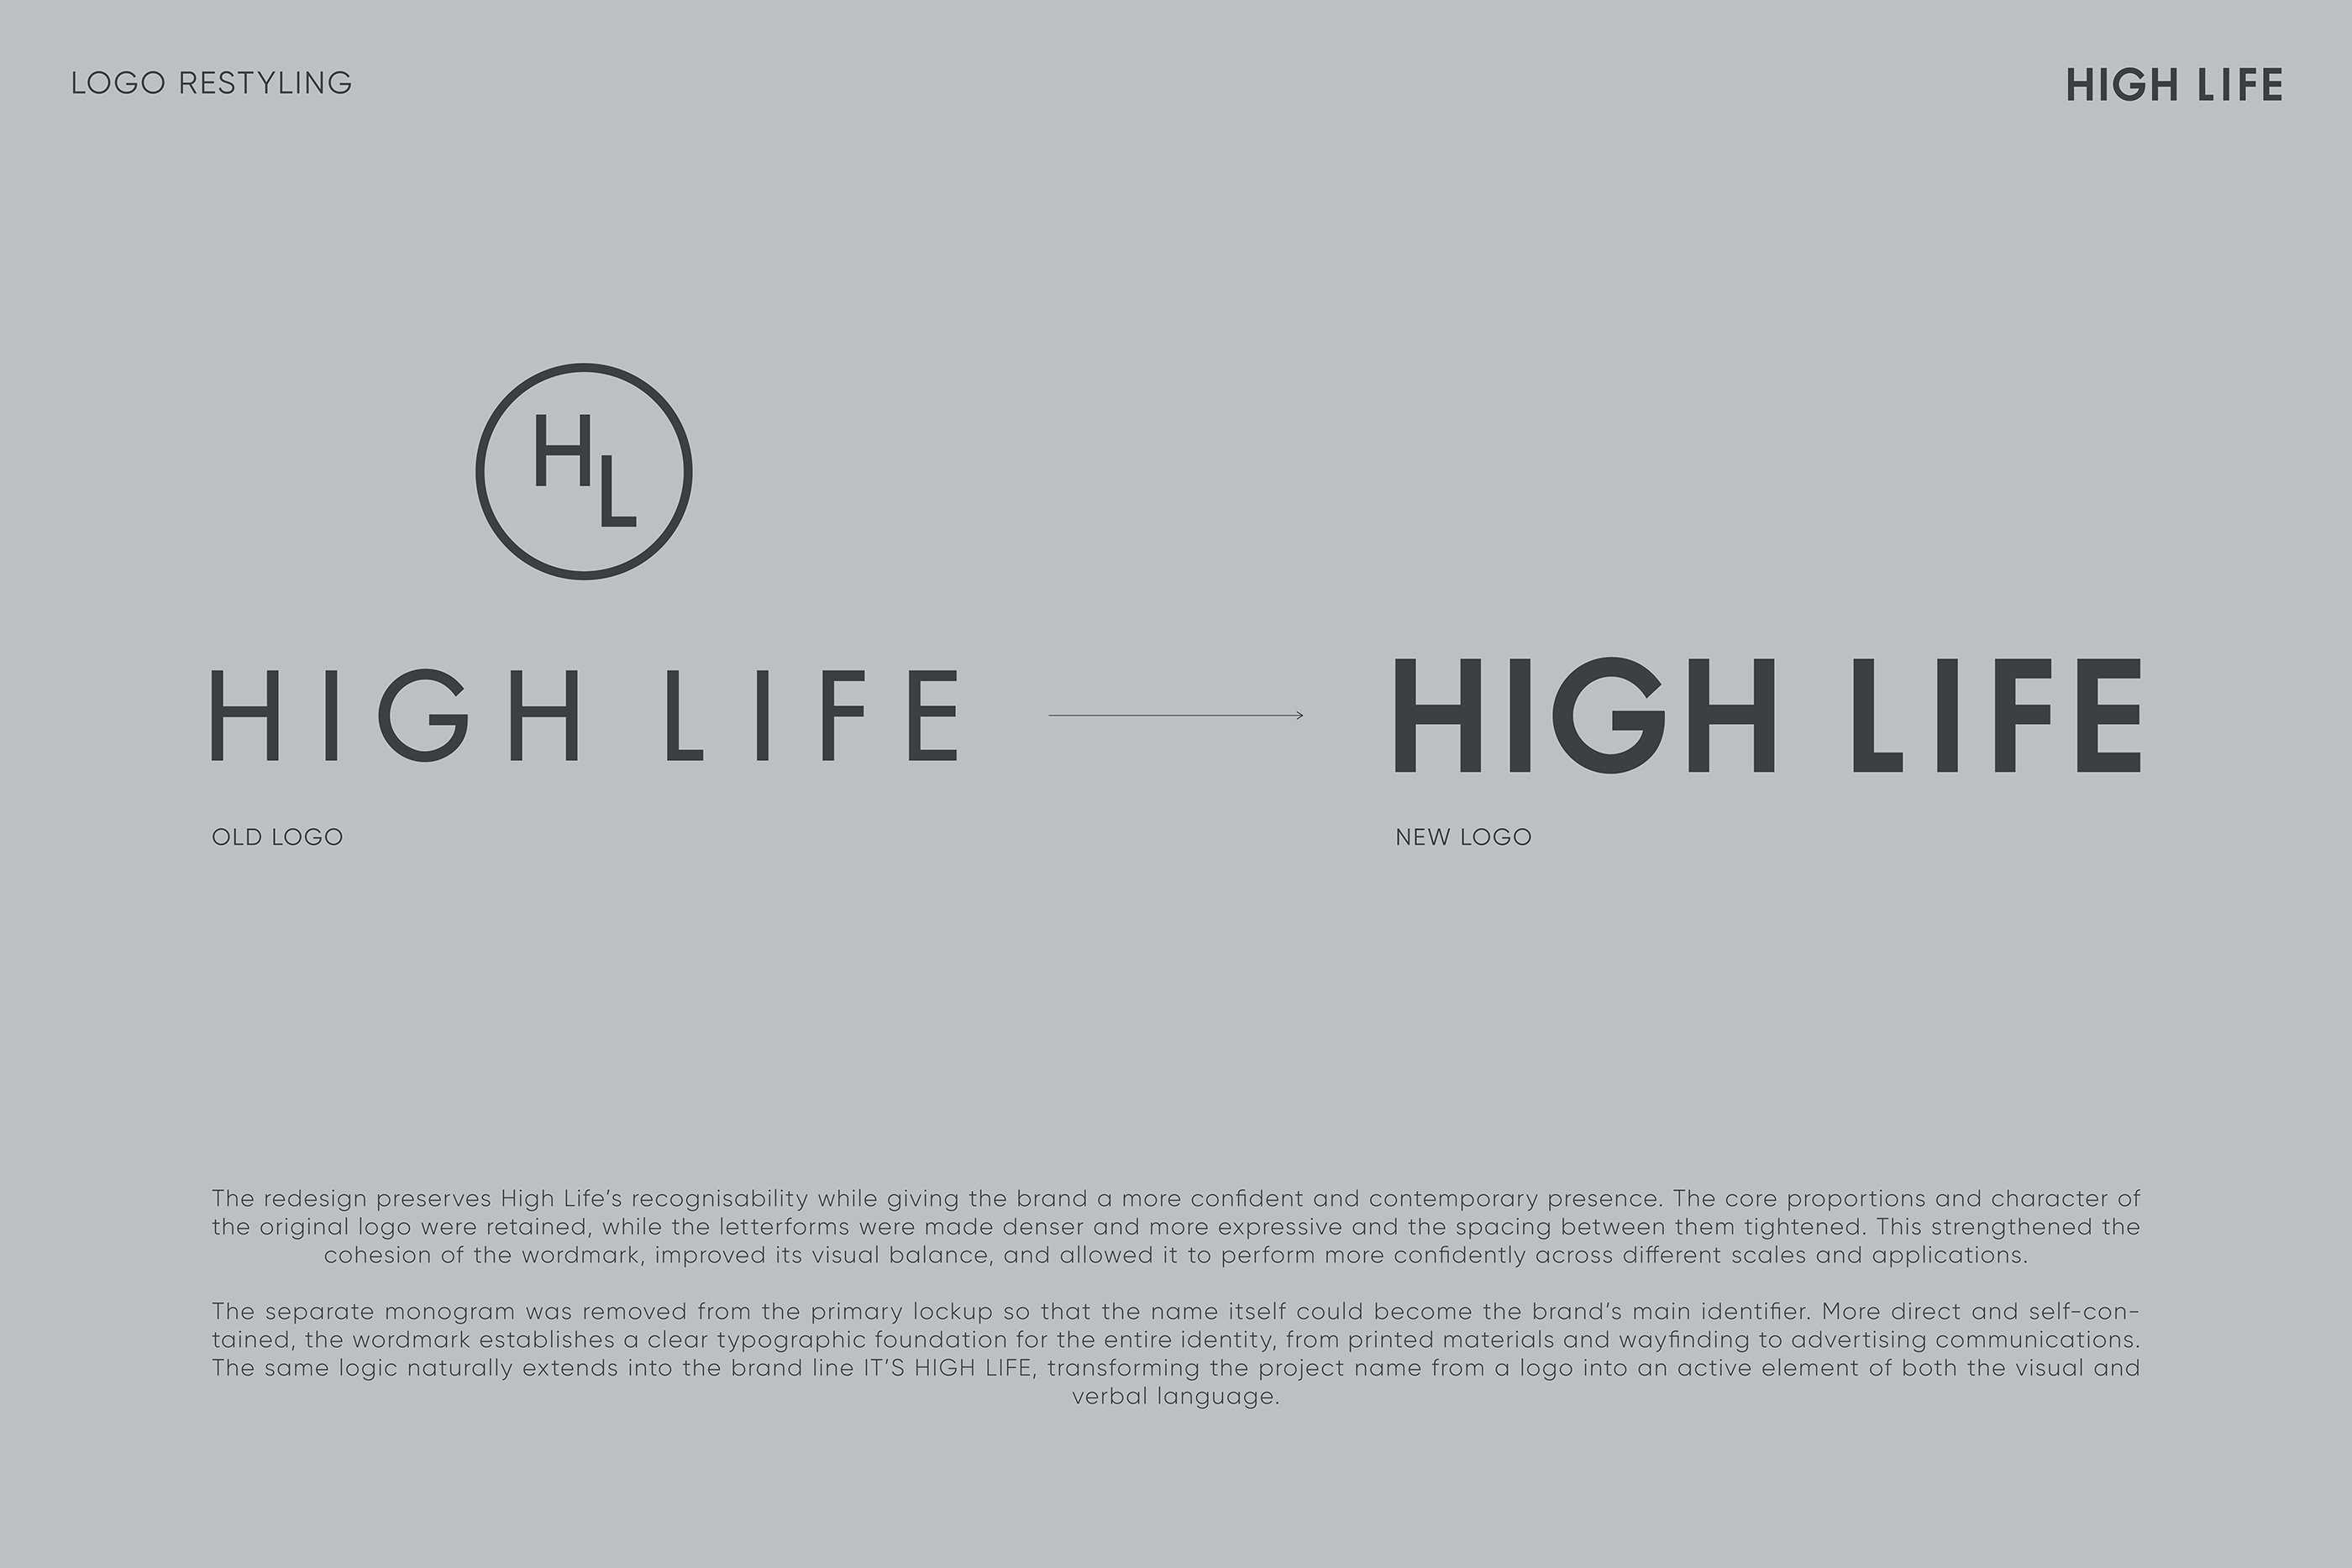 LOGO RESTYLING
HIGH LIFE
HL
HIGH LIFE
HIGH LIFE
OLD LOGO
NEW LOGO
The redesign preserves High Life’s recognisability while giving the brand a more confident and contemporary presence. The core proportions and character of
the original logo were retained, while the letterforms were made denser and more expressive and the spacing between them tightened. This strengthened the
cohesion of the wordmark, improved its visual balance, and allowed it to perform more confidently across different scales and applications.
The separate monogram was removed from the primary lockup so that the name itself could become the brand’s main identifier. More direct and self-con-
tained, the wordmark establishes a clear typographic foundation for the entire identity, from printed materials and wayfinding to advertising communications.
The same logic naturally extends into the brand line IT’S HIGH LIFE, transforming the project name from a logo into an active element of both the visual and
verbal language.